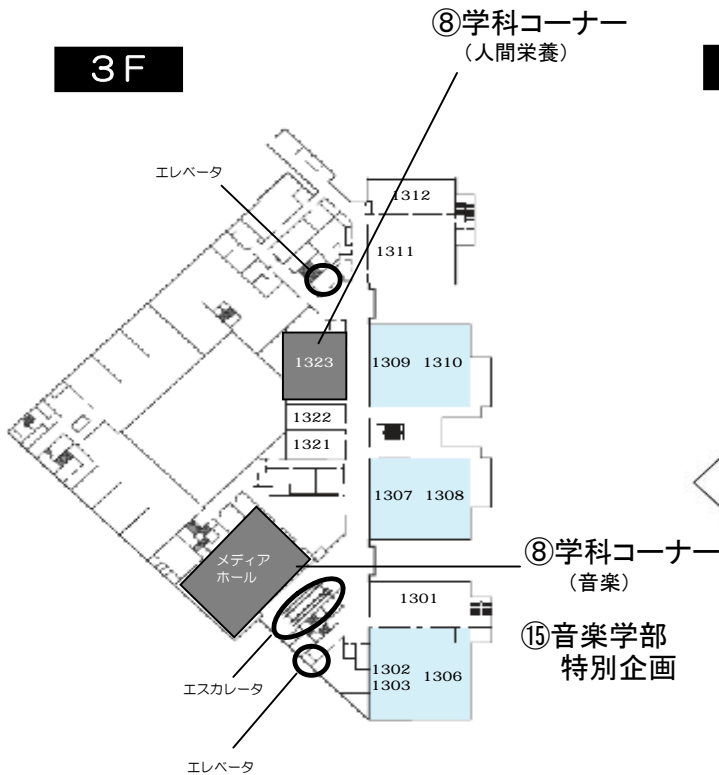 ⑧学科コーナー
（人間栄養）
３Ｆ
エレベータ
1312
1311
1323
1309 1310
1322
1321
1307 1308
メディア
ホール
⑧学科コーナー
（音楽）
1301
⑮音楽学部
特別企画
1302
1303 1306
エスカレータ
エレベータ